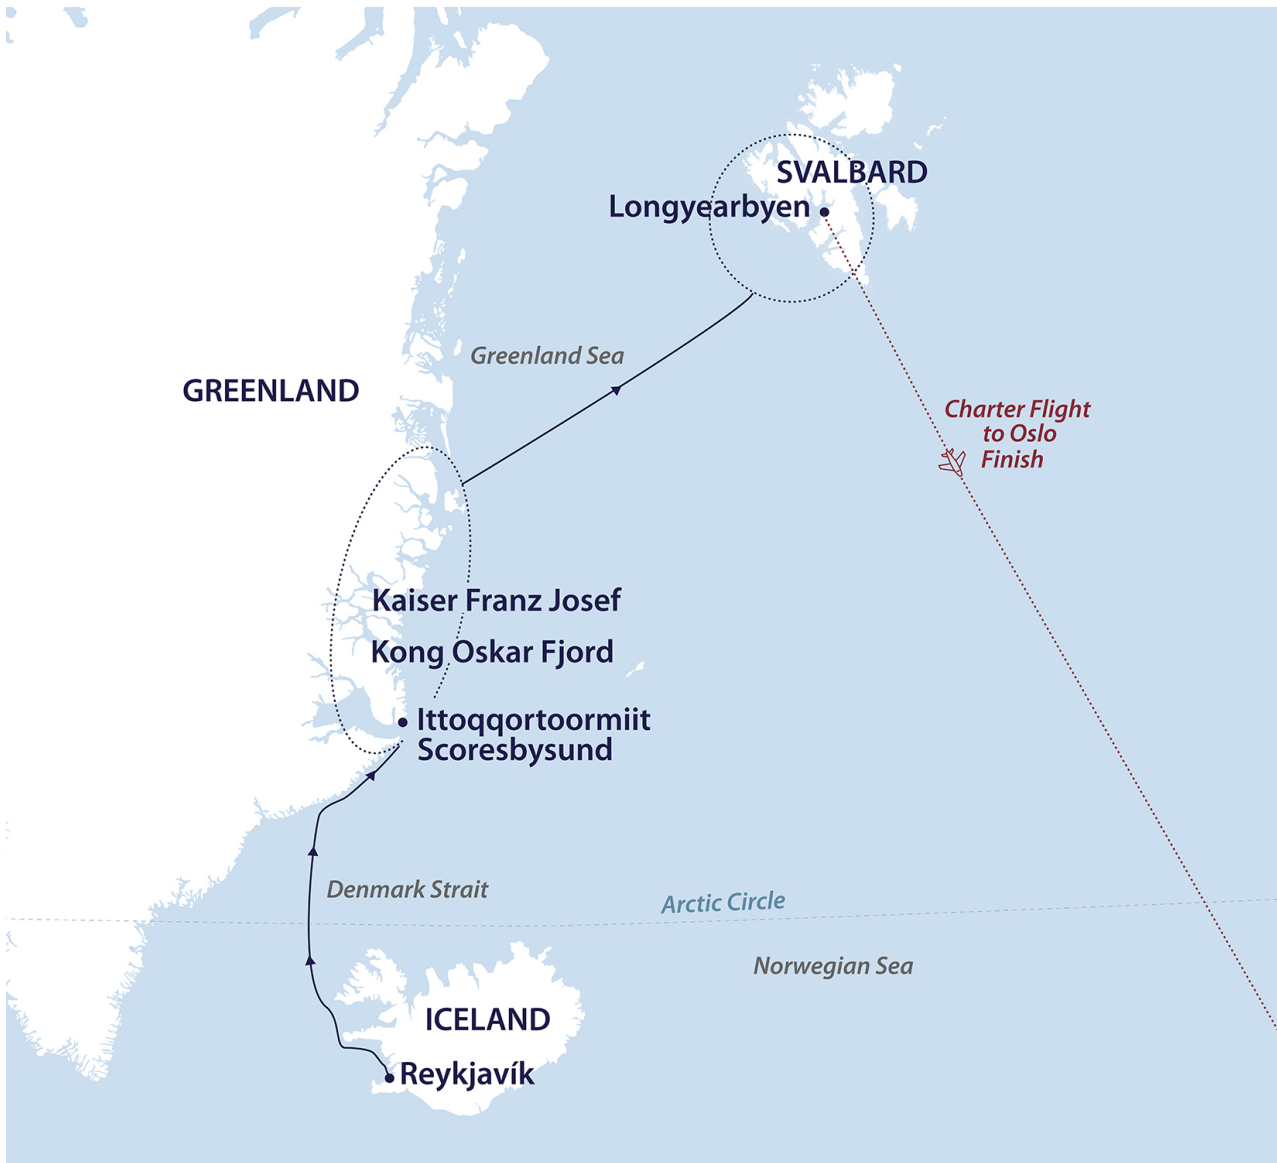 SVALBARD
Longyearbyen
Greenland Sea
GREENLAND
Charter Flight
to Oslo
Finish
Kaiser Franz Josef
Kong Oskar Fjord
Ittoqqortoormiit
Scoresbysund
Denmark Strait
Arctic Circle
Norwegian Sea
ICELAND
Reykjavík